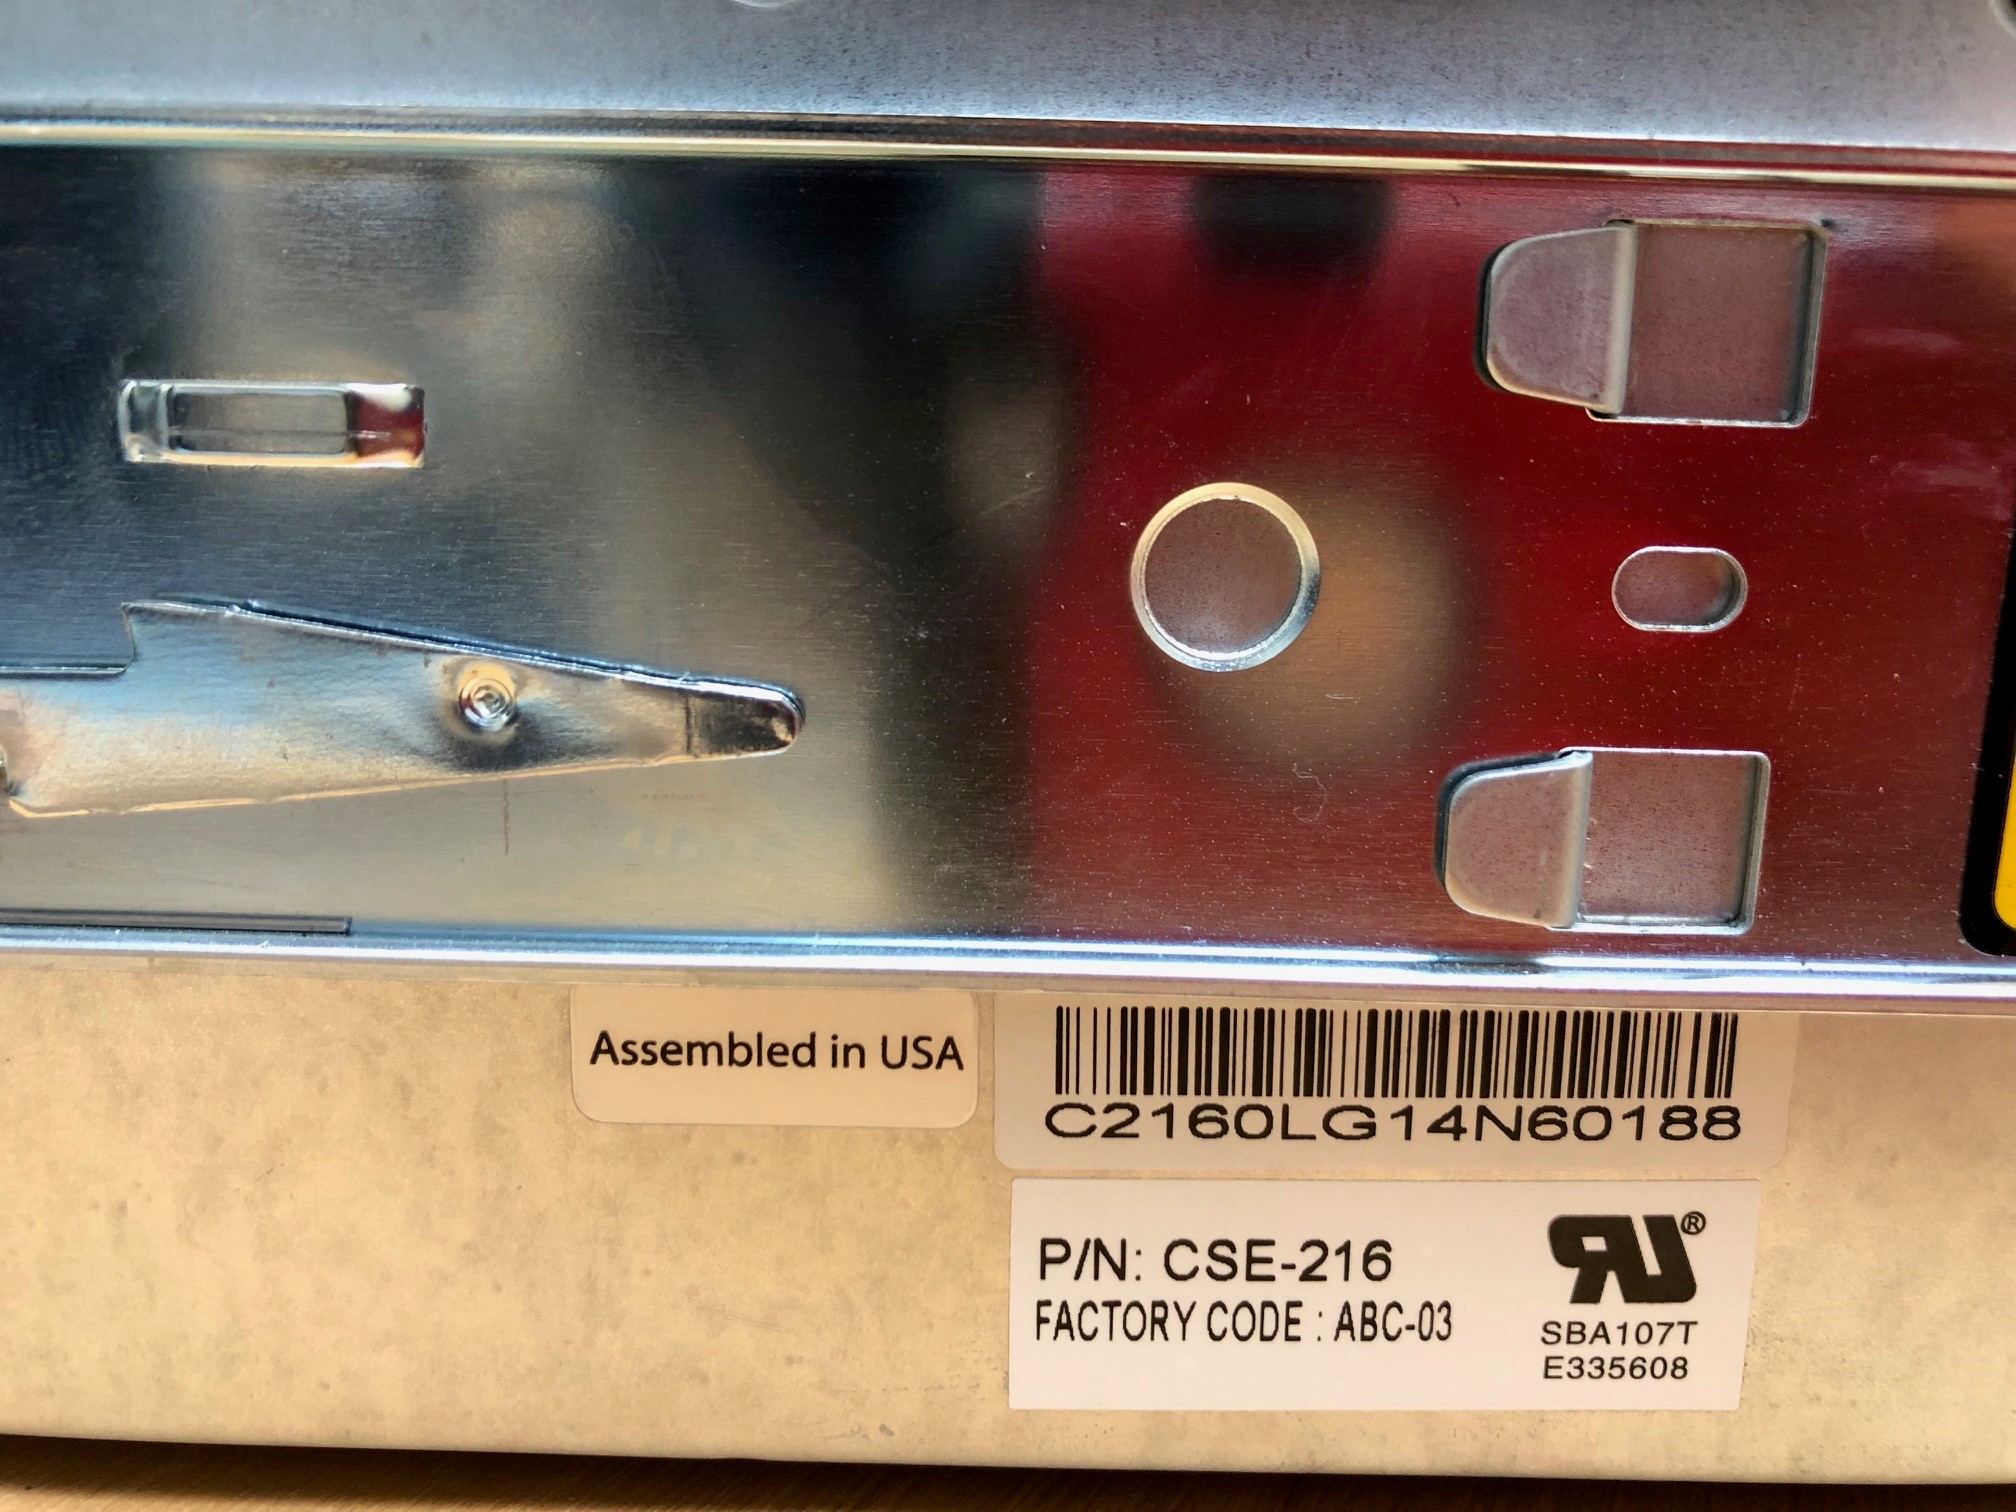 Assembled in USA
C2160LG14N60188
P/N: CSE-216
FACTORY CODE : ABC-03
®
SBA107T
E335608